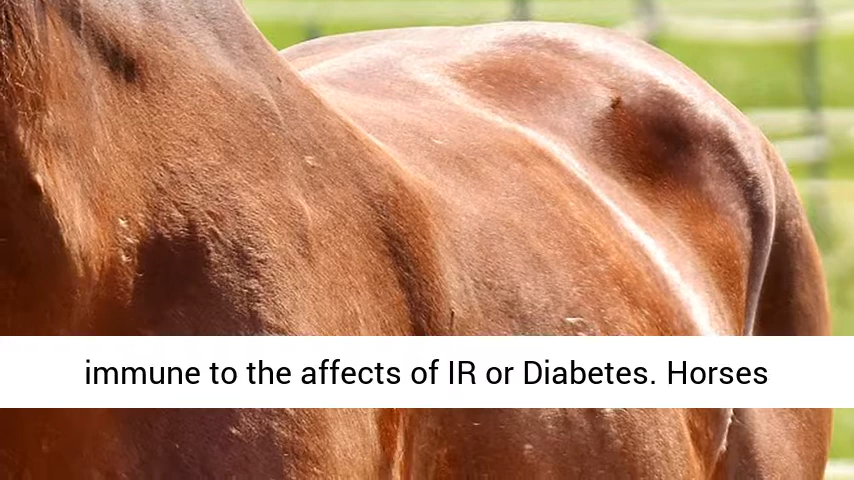 immune to the affects of IR or Diabetes. Horses